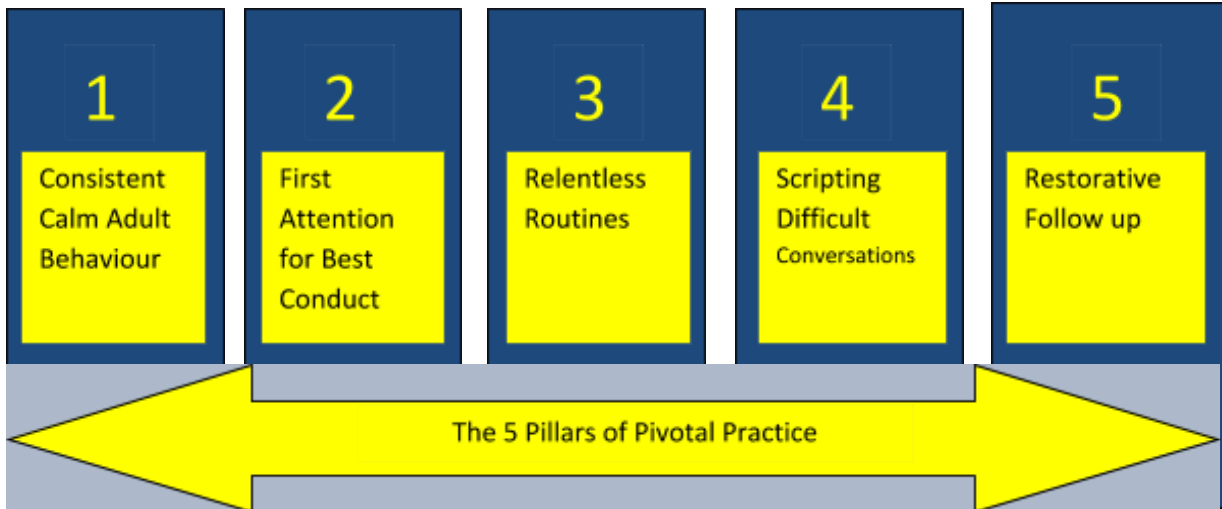 1
Consistent
Calm Adult
Behaviour
2
First
Attention
for Best
Conduct
3
Relentless
Routines
4
Scripting
Difficult
Conversations
5
Restorative
Follow up
The 5 Pillars of Pivotal Practice